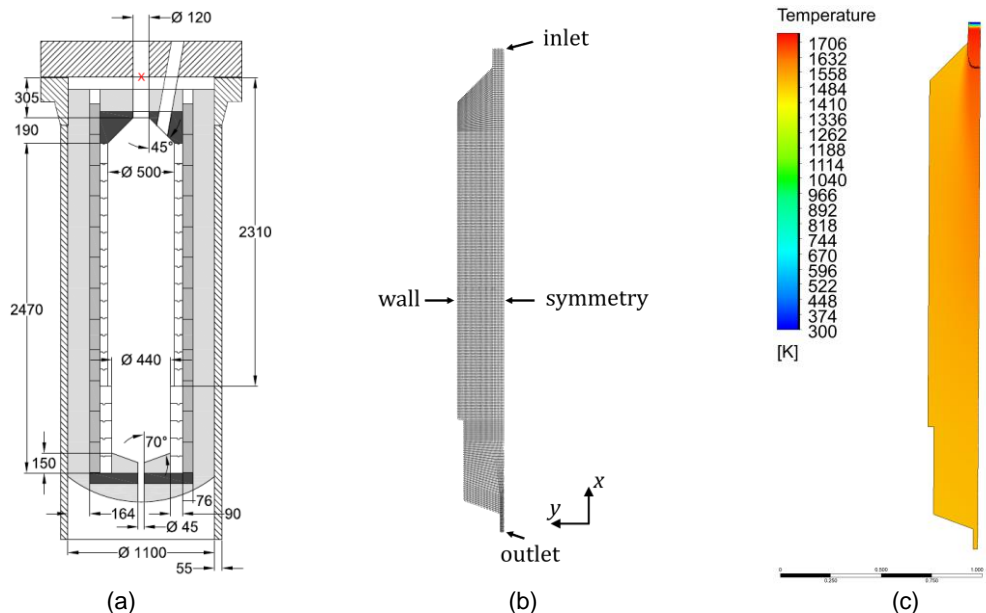 Ø 120
305
190
45°
Ø 500
2310
2470
Ø 440
70°
150
76
164
90
Ø 45
Ø 1100
55
(a)
inlet
wall
symmetry
x
y
outlet
(b)
Temperature
1706
1632
1558
1484
1410
1336
1262
1188
1114
1040
966
892
818
744
670
596
522
448
374
300
[K]
0
0.500
1.000
0.250
0.750
(c)